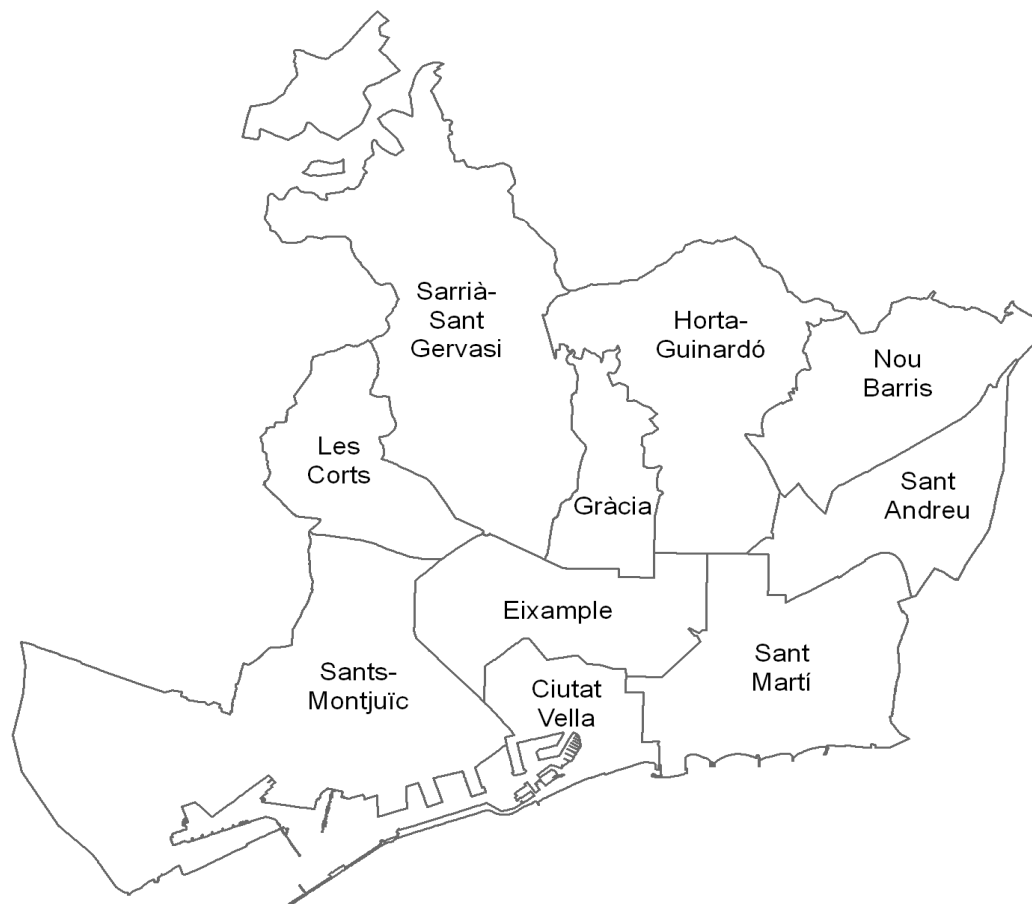 Sarrià-
Sant
Gervasi
Horta-
Guinardó
Nou
Barris
Les
Corts
Gràcia
Sant
Andreu
Eixample
Sants-
Montjuïc
Ciutat
Vella
Sant
Martí